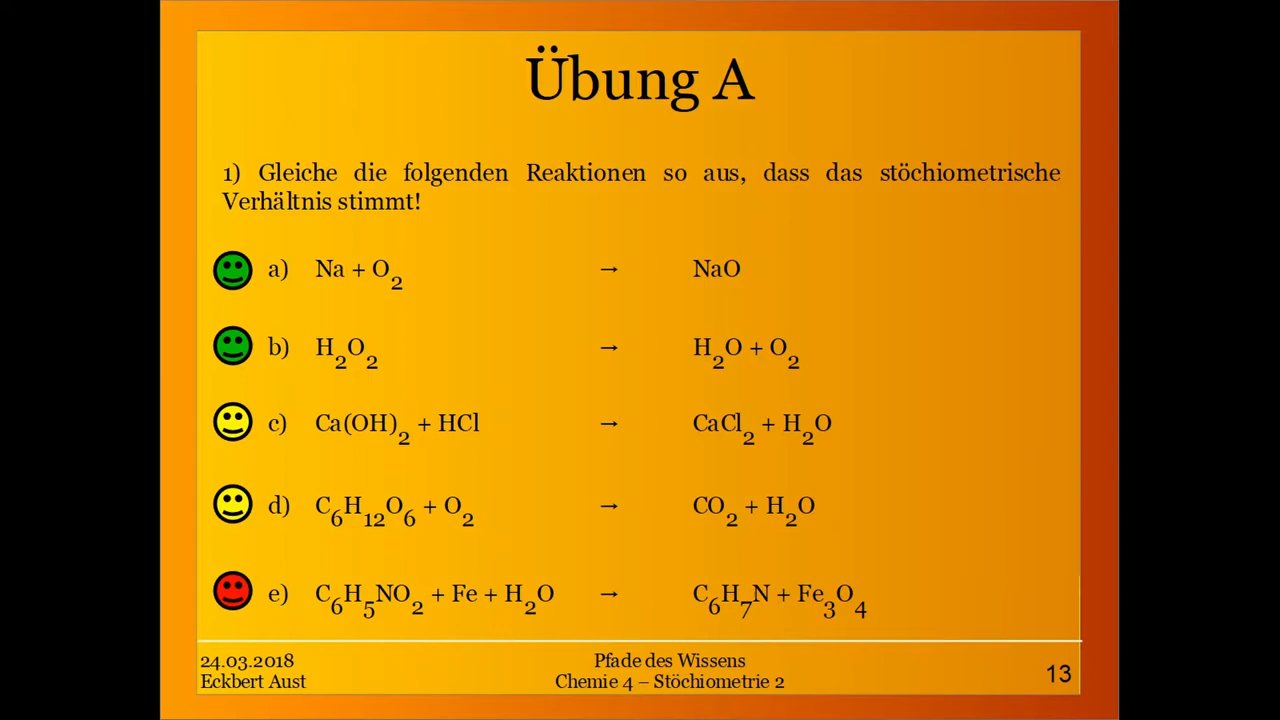 Übung A
1) Gleiche die folgenden Reaktionen so aus, dass das stöchiometrische
Verhältnis stimmt!
a) Na + O₂ → NaO
b) H₂O₂ → H₂O + O₂
c) Ca(OH)₂ + HCl → CaCl₂ + H₂O
d) C₆H₁₂O₆ + O₂ → CO₂ + H₂O
e) C₆H₅NO₂ + Fe + H₂O → C₆H₇N + Fe₃O₄
24.03.2018
Eckbert Aust
Pfade des Wissens
Chemie 4 – Stöchiometrie 2
13